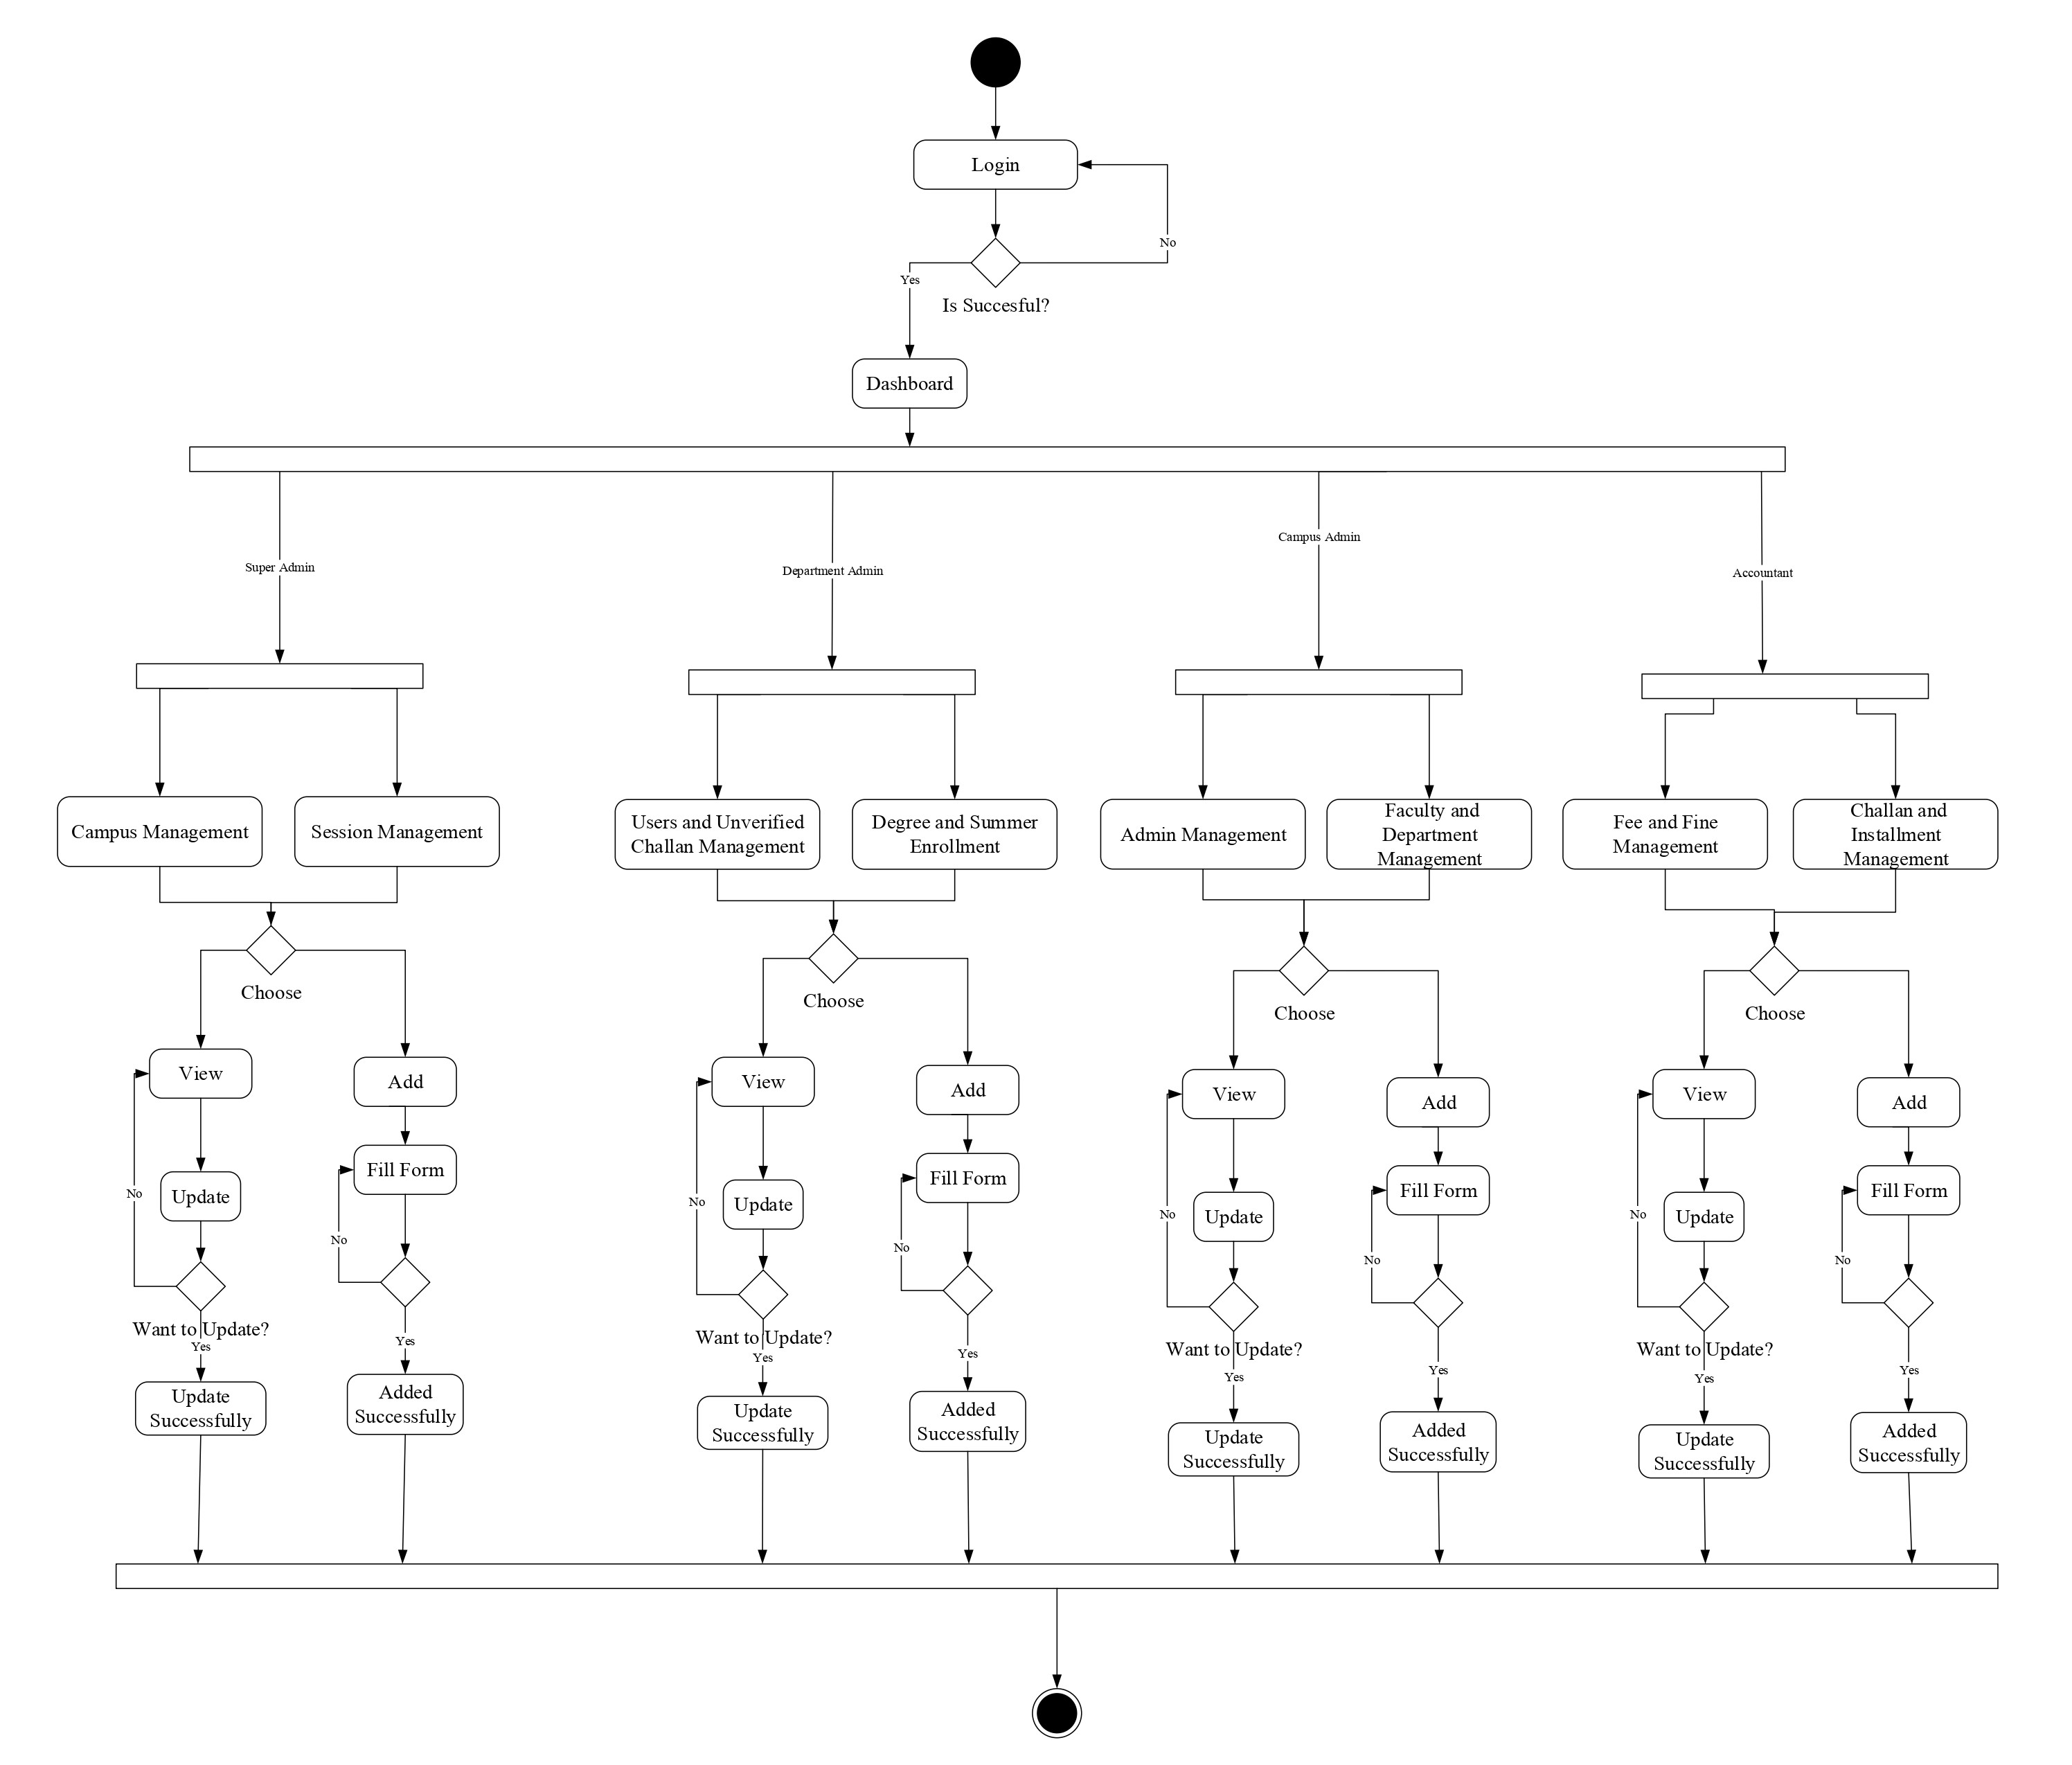 Login
No
Yes
Is Succesful?
Dashboard
Campus Admin
Super Admin
Department Admin
Accountant
Campus Management
Session Management
Users and Unverified
Challan Management
Degree and Summer
Enrollment
Admin Management
Faculty and
Department
Management
Fee and Fine
Management
Challan and
Installment
Management
Choose
Choose
Choose
Choose
View
Add
View
Add
View
Add
View
Add
Fill Form
Fill Form
Fill Form
Fill Form
Update
Update
Update
Update
No
No
No
No
No
No
No
No
Want to Update?
Yes
Yes
Want to Update?
Yes
Yes
Want to Update?
Yes
Yes
Want to Update?
Yes
Yes
Update
Successfully
Added
Successfully
Update
Successfully
Added
Successfully
Update
Successfully
Added
Successfully
Update
Successfully
Added
Successfully